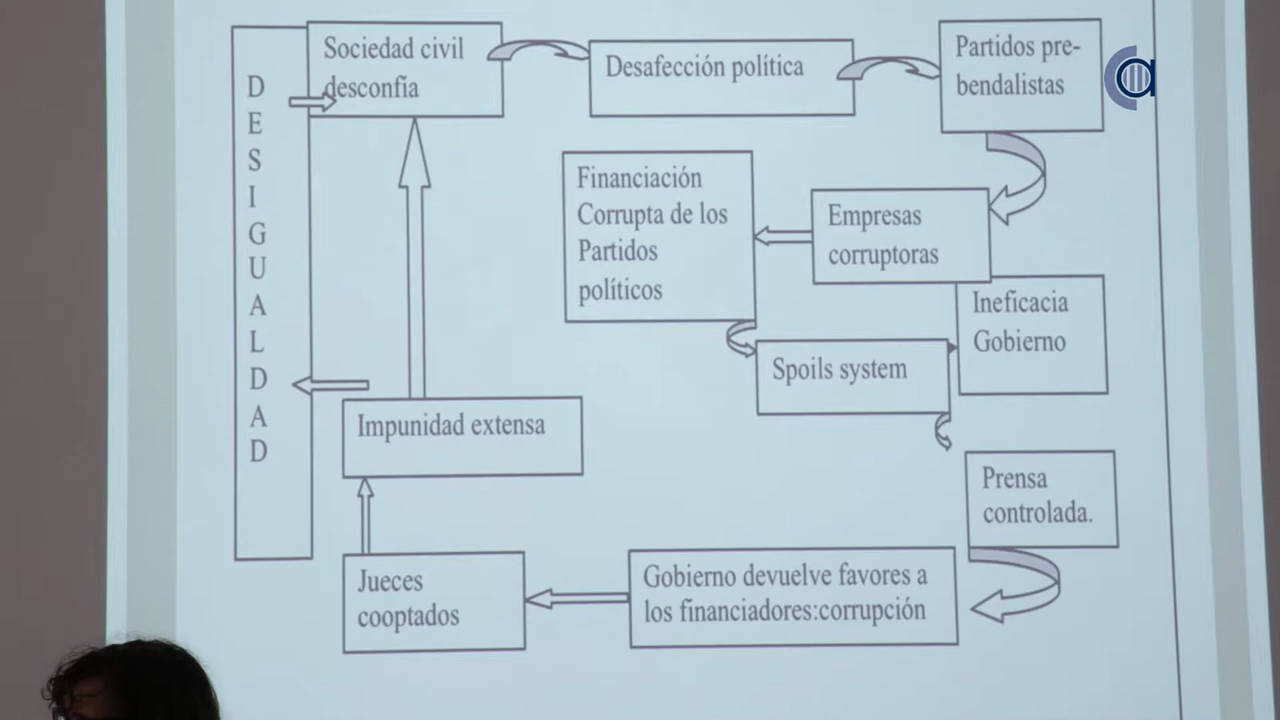 D
E
S
I
G
U
A
L
D
A
D
Sociedad civil
desconfía
Desafección política
Partidos pre-
bendalistas
a
Empresas
corruptoras
Financiación
Corrupta de los
Partidos
políticos
Spoils system
Ineficacia
Gobierno
Prensa
controlada.
Gobierno devuelve favores a
los financiadores:corrupción
Jueces
cooptados
Impunidad extensa